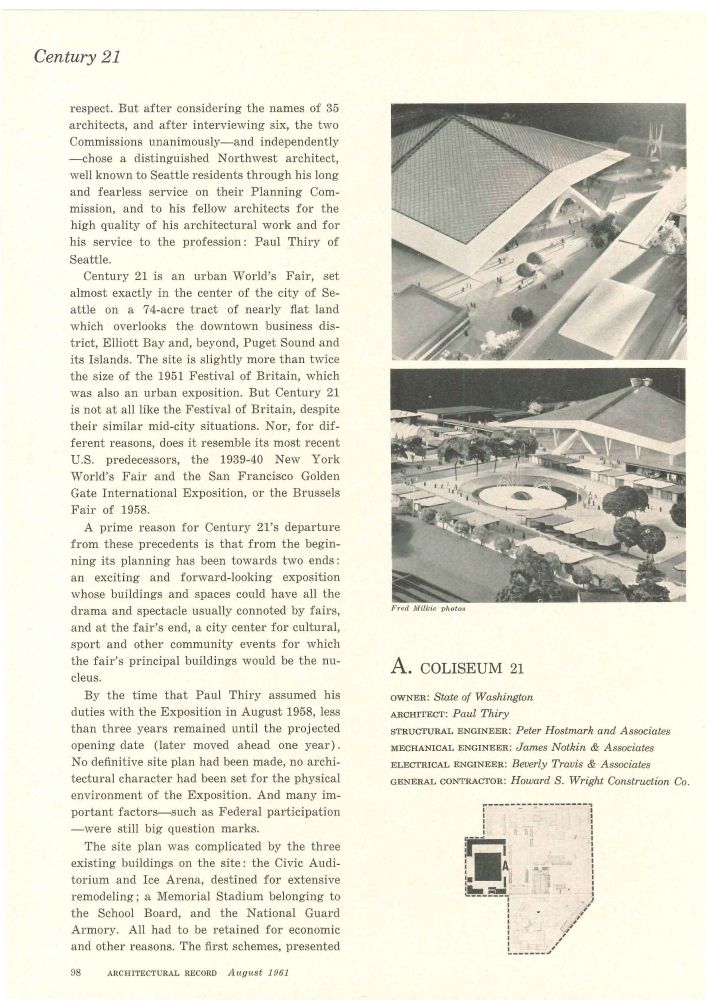 Century 21
respect. But after considering the names of 35
architects, and after interviewing six, the two
Commissions unanimously—and independently
—chose a distinguished Northwest architect,
well known to Seattle residents through his long
and fearless service on their Planning Com-
mission, and to his fellow architects for the
high quality of his architectural work and for
his service to the profession: Paul Thiry of
Seattle.
Century 21 is an urban World's Fair, set
almost exactly in the center of the city of Se-
attle on a 74-acre tract of nearly flat land
which overlooks the downtown business dis-
trict, Elliott Bay and, beyond, Puget Sound and
its Islands. The site is slightly more than twice
the size of the 1951 Festival of Britain, which
was also an urban exposition. But Century 21
is not at all like the Festival of Britain, despite
their similar mid-city situations. Nor, for dif-
ferent reasons, does it resemble its most recent
U.S. predecessors, the 1939-40 New York
World's Fair and the San Francisco Golden
Gate International Exposition, or the Brussels
Fair of 1958.
A prime reason for Century 21's departure
from these precedents is that from the begin-
ning its planning has been towards two ends:
an exciting and forward-looking exposition
whose buildings and spaces could have all the
drama and spectacle usually connoted by fairs,
and at the fair's end, a city center for cultural,
sport and other community events for which
the fair's principal buildings would be the nu-
cleus.
By the time that Paul Thiry assumed his
duties with the Exposition in August 1958, less
than three years remained until the projected
opening date (later moved ahead one year).
No definitive site plan had been made, no archi-
tectural character had been set for the physical
environment of the Exposition. And many im-
portant factors—such as Federal participation
—were still big question marks.
The site plan was complicated by the three
existing buildings on the site: the Civic Audi-
torium and Ice Arena, destined for extensive
remodeling; a Memorial Stadium belonging to
the School Board, and the National Guard
Armory. All had to be retained for economic
and other reasons. The first schemes, presented
Fred Milkie photos
A. COLISEUM 21
OWNER: State of Washington
ARCHITECT: Paul Thiry
STRUCTURAL ENGINEER: Peter Hostmark and Associates
MECHANICAL ENGINEER: James Notkin & Associates
ELECTRICAL ENGINEER: Beverly Travis & Associates
GENERAL CONTRACTOR: Howard S. Wright Construction Co.
A
98 ARCHITECTURAL RECORD August 1961